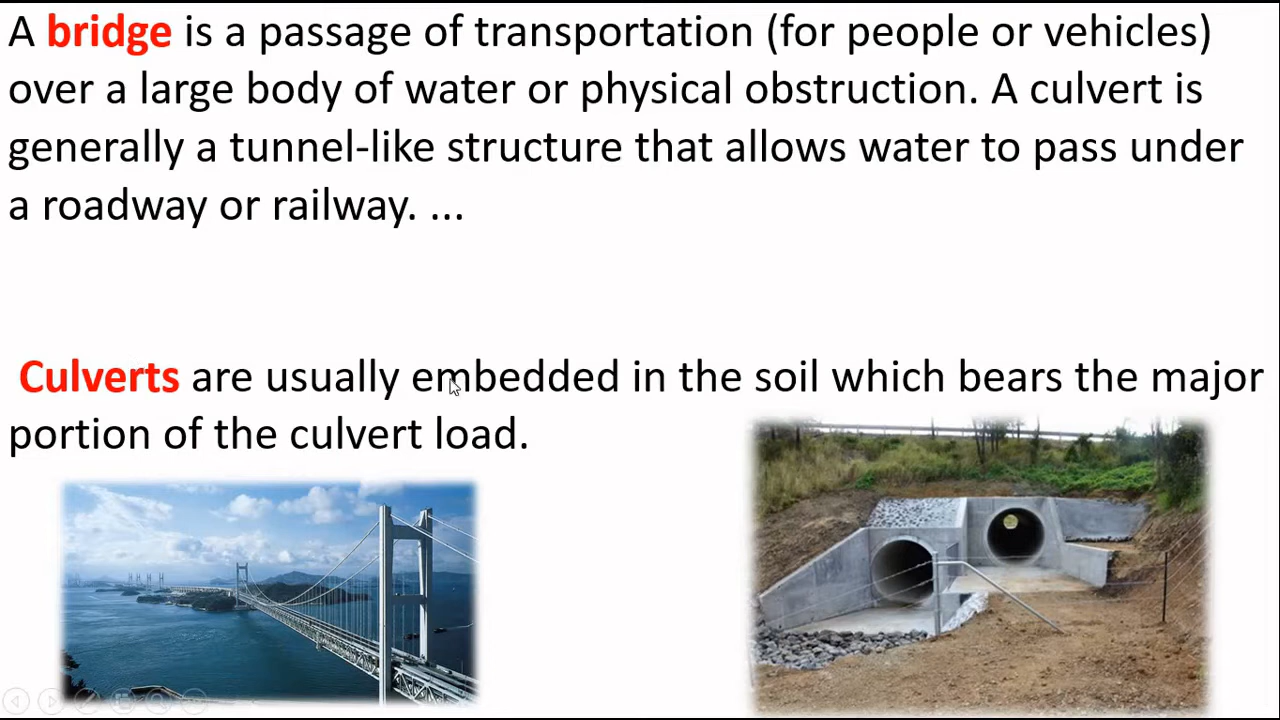 A bridge is a passage of transportation (for people or vehicles)
over a large body of water or physical obstruction. A culvert is
generally a tunnel-like structure that allows water to pass under
a roadway or railway. ...
Culverts are usually embedded in the soil which bears the major
portion of the culvert load.